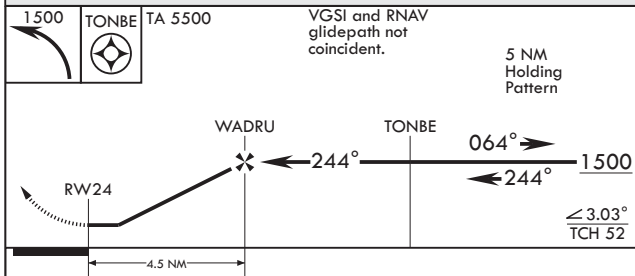 1500
TONBE
TA 5500
VGSI and RNAV
glidepath not
coincident.
5 NM
Holding
Pattern
WADRU
TONBE
064°
244°
1500
244°
RW24
3.03°
TCH 52
4.5 NM